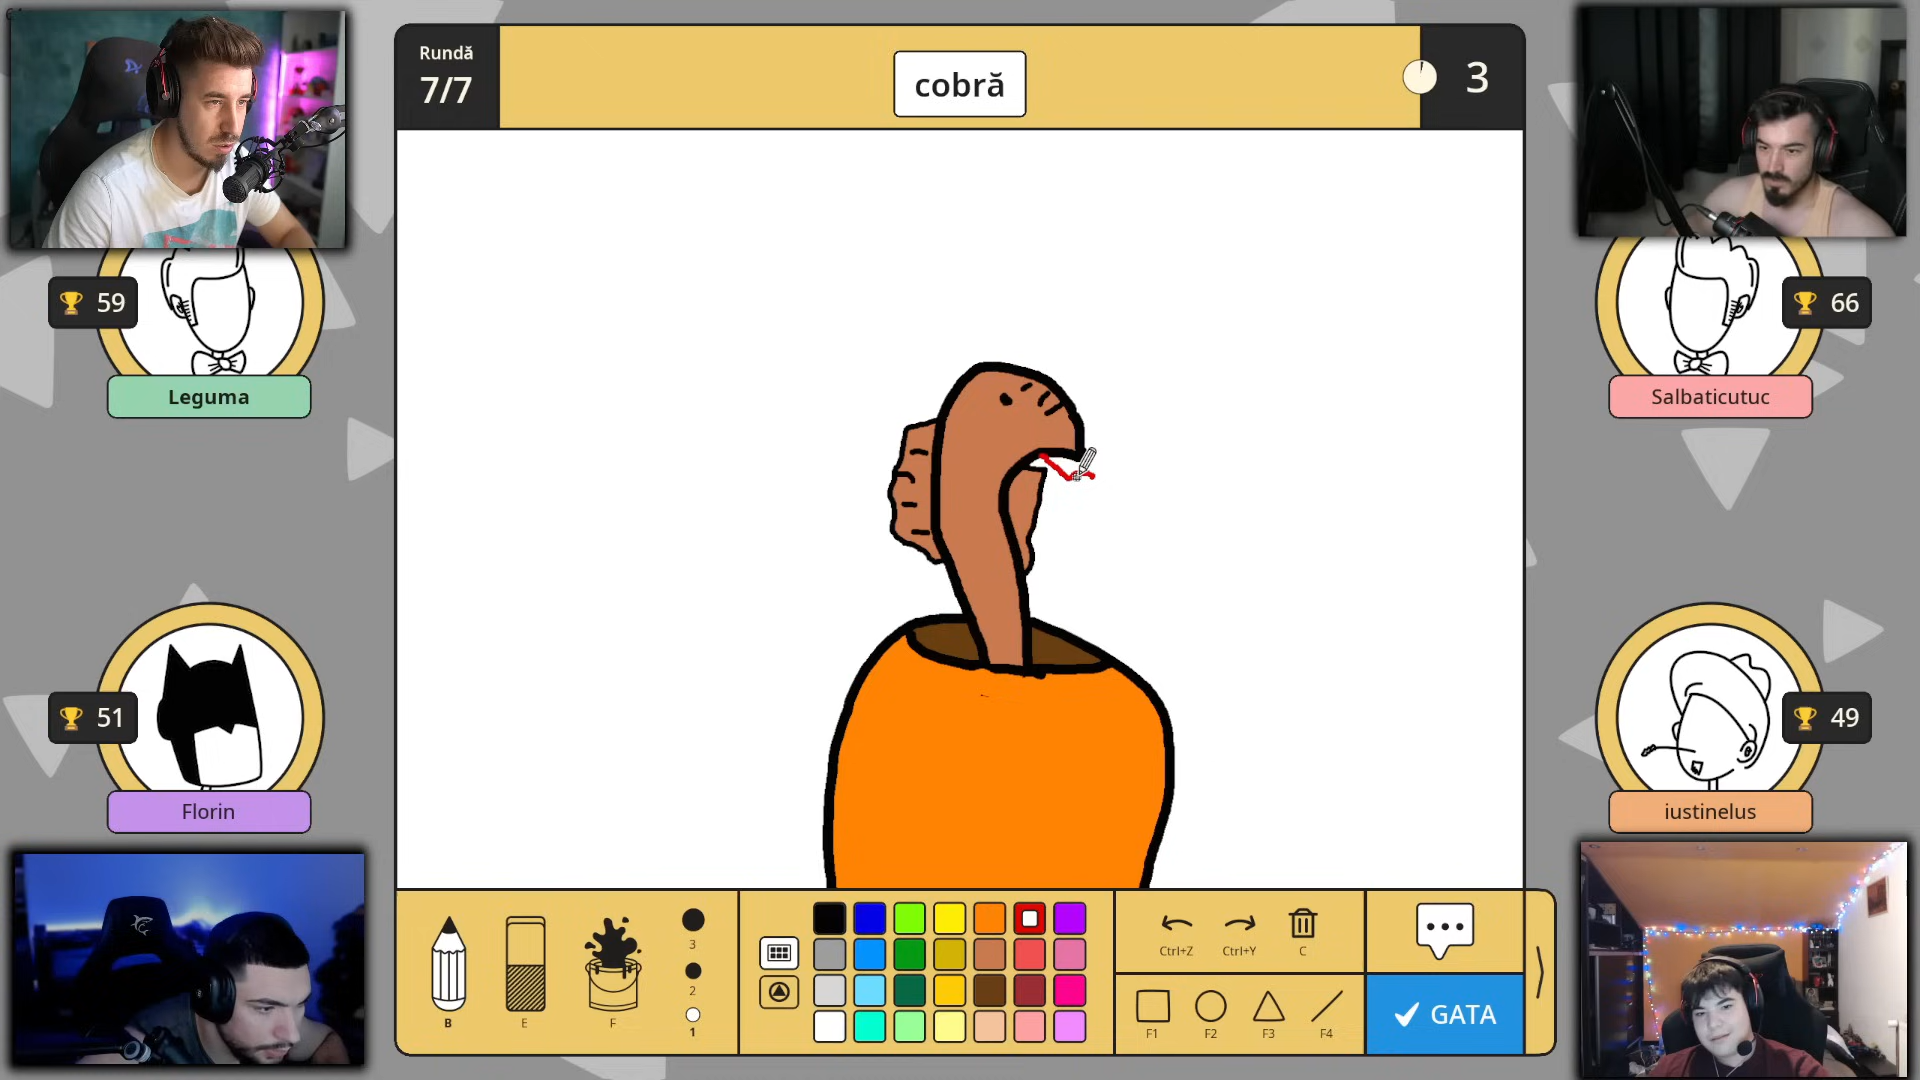 Rundă
7/7
cobră
3
59
Leguma
66
Salbaticutuc
51
Florin
49
iustinelus
B
E
F
3
2
1
Ctrl+Z
Ctrl+Y
C
F1
F2
F3
F4
GATA